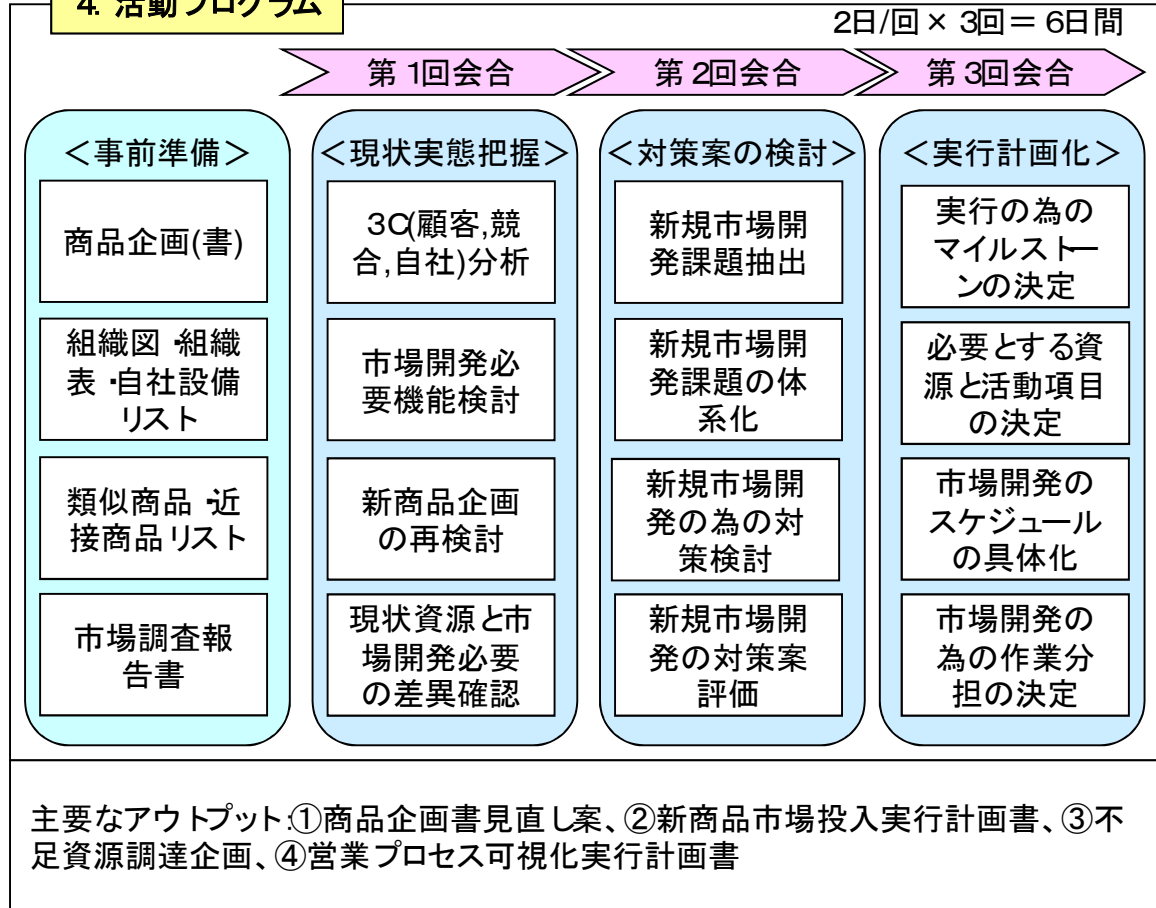 4. 活動プログラム
2日/回 × 3回＝ 6日間
第 1回会合
第 2回会合
第 3回会合
＜事前準備＞
商品企画(書)
組織図・組織
表・自社設備
リスト
類似商品・近
接商品リスト
市場調査報
告書
＜現状実態把握＞
3C(顧客,競
合,自社)分析
市場開発必
要機能検討
新商品企画
の再検討
現状資源と市
場開発必要
の差異確認
＜対策案の検討＞
新規市場開
発課題抽出
新規市場開
発課題の体
系化
新規市場開
発の為の対
策検討
新規市場開
発の対策案
評価
＜実行計画化＞
実行の為の
マイルストー
ンの決定
必要とする資
源と活動項目
の決定
市場開発の
スケジュール
の具体化
市場開発の
為の作業分
担の決定
主要なアウトプット:①商品企画書見直し案、②新商品市場投入実行計画書、③不
足資源調達企画、④営業プロセス可視化実行計画書